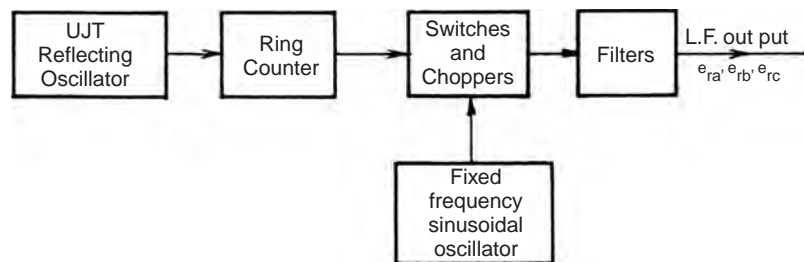 UJT
Reflecting
Oscillator
Ring
Counter
Switches
and
Choppers
Filters
L.F. out put
e_ra, e_rb, e_rc
Fixed
frequency
sinusoidal
oscillator